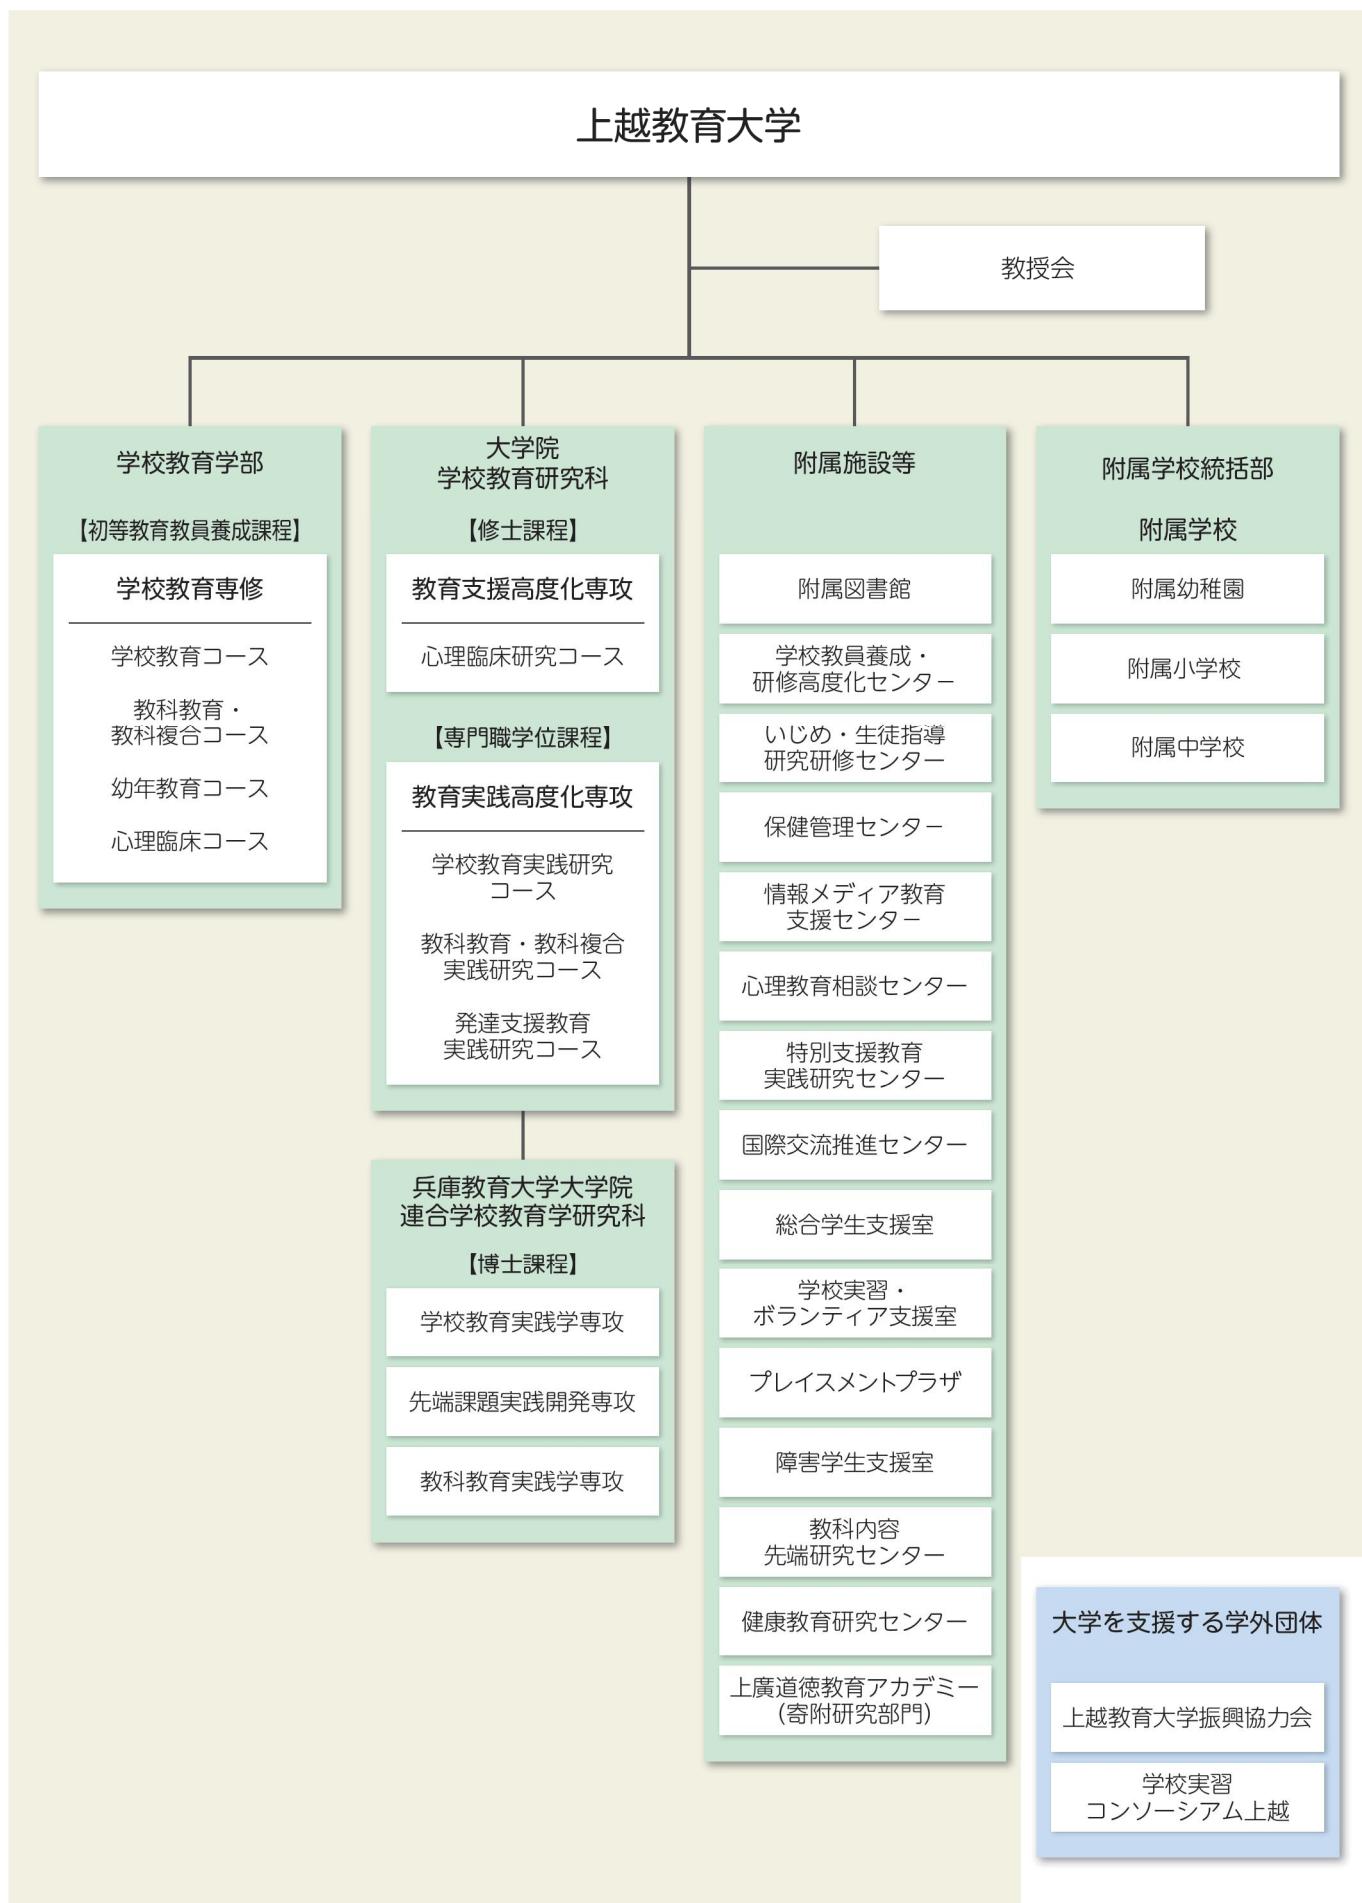 上越教育大学
教授会
学校教育学部
【初等教育教員養成課程】
学校教育専修
学校教育コース
教科教育・
教科複合コース
幼年教育コース
心理臨床コース
大学院
学校教育研究科
【修士課程】
教育支援高度化専攻
心理臨床研究コース
【専門職学位課程】
教育実践高度化専攻
学校教育実践研究
コース
教科教育・教科複合
実践研究コース
発達支援教育
実践研究コース
兵庫教育大学大学院
連合学校教育学研究科
【博士課程】
学校教育実践学専攻
先端課題実践開発専攻
教科教育実践学専攻
附属施設等
附属図書館
学校教員養成・
研修高度化センター
いじめ・生徒指導
研究研修センター
保健管理センター
情報メディア教育
支援センター
心理教育相談センター
特別支援教育
実践研究センター
国際交流推進センター
総合学生支援室
学校実習・
ボランティア支援室
プレイスメントプラザ
障害学生支援室
教科内容
先端研究センター
健康教育研究センター
上廣道徳教育アカデミー
(寄附研究部門)
附属学校統括部
附属学校
附属幼稚園
附属小学校
附属中学校
大学を支援する学外団体
上越教育大学振興協力会
学校実習
コンソーシアム上越